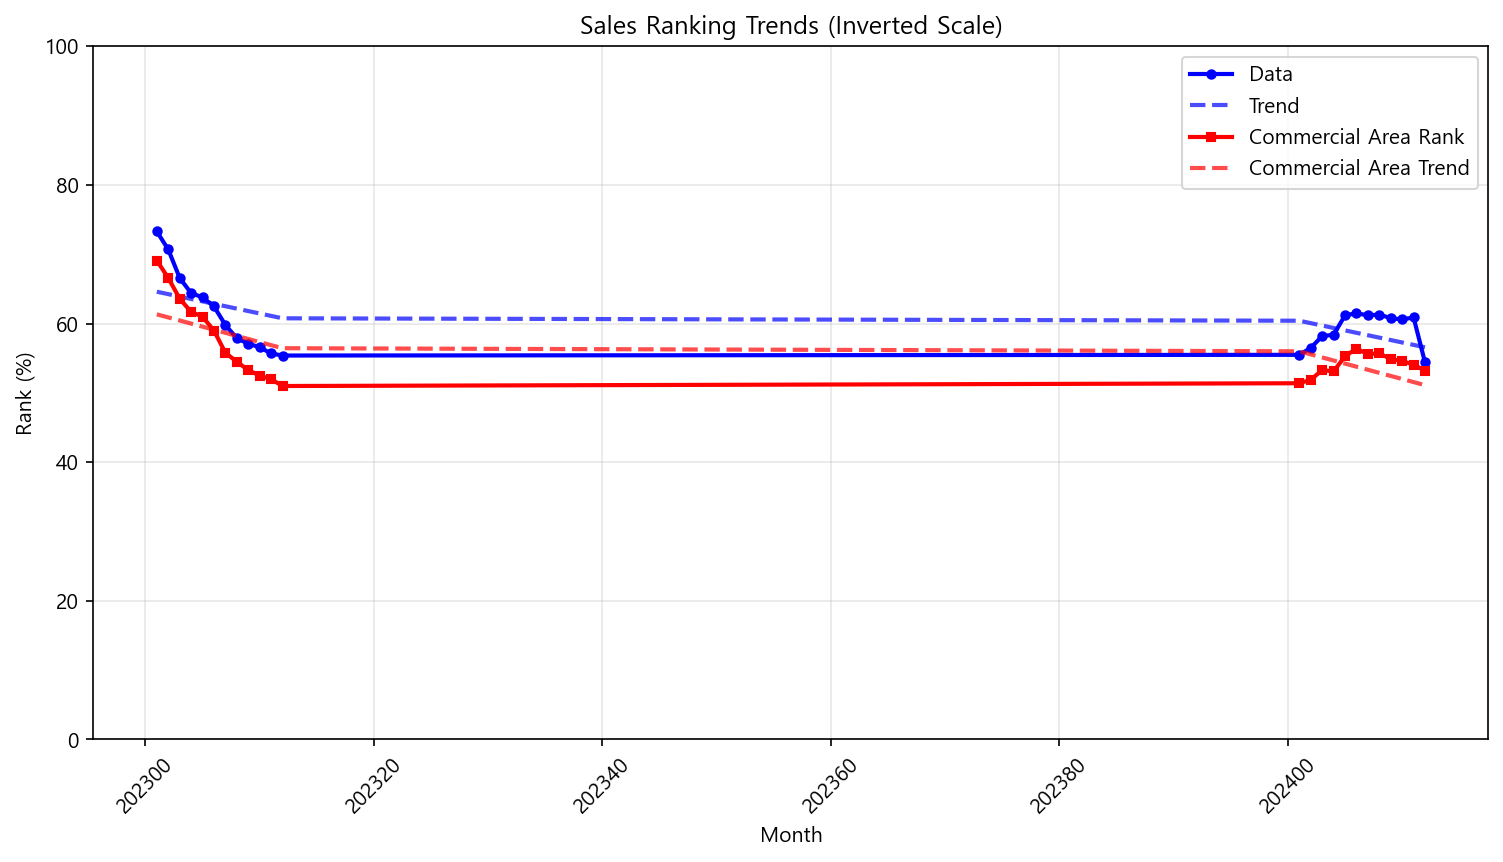 Sales Ranking Trends (Inverted Scale)
Data
Trend
Commercial Area Rank
Commercial Area Trend
100
80
60
40
20
0
Rank (%)
202300
202320
202340
202360
202380
202400
Month